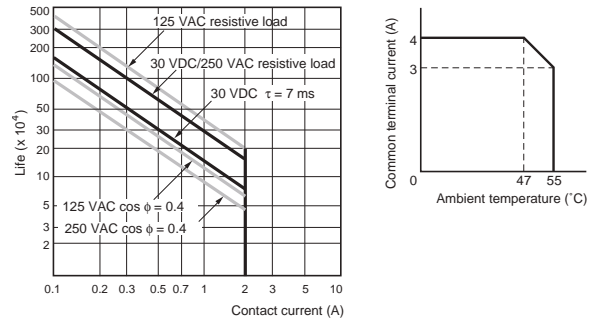 500
300
200
100
50
30
20
10
5
3
2
0.1 0.2 0.3 0.5 0.7 1 2 3 5 10
Life (x 10⁴)
Contact current (A)
125 VAC resistive load
30 VDC/250 VAC resistive load
30 VDC τ = 7 ms
125 VAC cos ϕ = 0.4
250 VAC cos ϕ = 0.4
Common terminal current (A)
4
3
0
47 55
Ambient temperature (˚C)